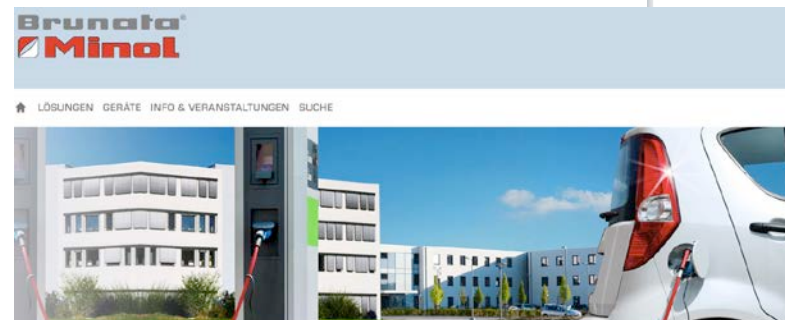 Brunata®
Minol
LÖSUNGEN GERÄTE INFO & VERANSTALTUNGEN SUCHE